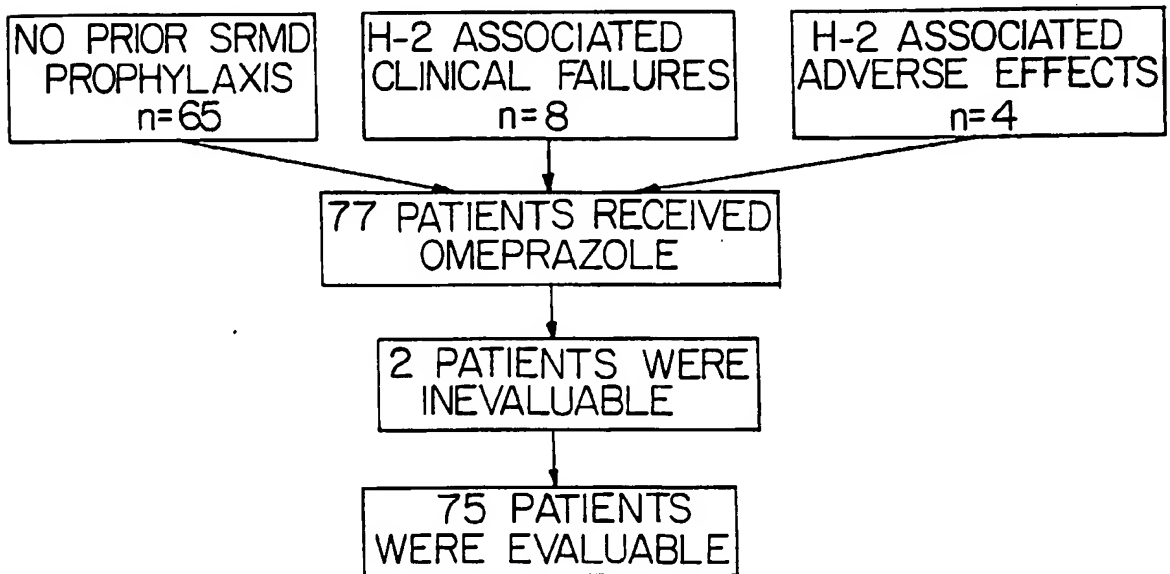 NO PRIOR SRMD
PROPHYLAXIS
n=65
H-2 ASSOCIATED
CLINICAL FAILURES
n=8
H-2 ASSOCIATED
ADVERSE EFFECTS
n=4
77 PATIENTS RECEIVED
OMEPRAZOLE
2 PATIENTS WERE
INEVALUABLE
75 PATIENTS
WERE EVALUABLE